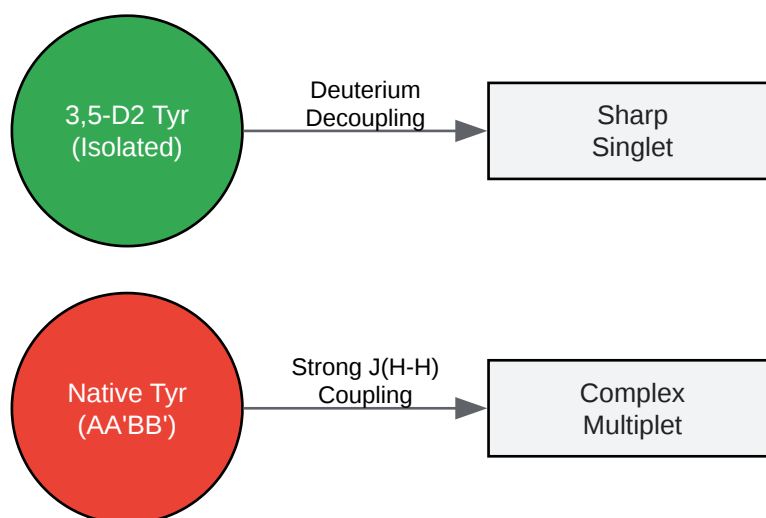 3,5-D2 Tyr
(Isolated)
Deuterium
Decoupling
Sharp
Singlet
Native Tyr
(AA'BB')
Strong J(H-H)
Coupling
Complex
Multiplet